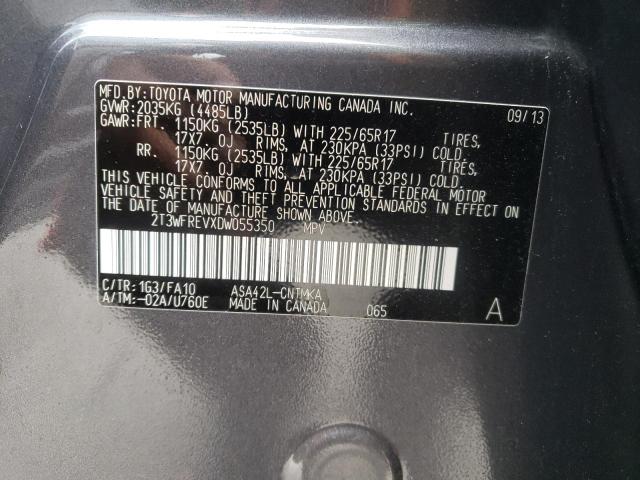 MFD.BY:TOYOTA MOTOR MANUFACTURING CANADA INC. 09/13
GVWR:2035KG (4485LB)
GAWR:FRT. 1150KG (2535LB) WITH 225/65R17 TIRES,
17X7. 0J RIMS, AT 230KPA (33PSI) COLD.
RR. 1150KG (2535LB) WITH 225/65R17 TIRES,
17X7. 0J RIMS, AT 230KPA (33PSI) COLD.
THIS VEHICLE CONFORMS TO ALL APPLICABLE FEDERAL MOTOR
VEHICLE SAFETY AND THEFT PREVENTION STANDARDS IN EFFECT ON
THE DATE OF MANUFACTURE SHOWN ABOVE.
2T3WFREVXDW055350 MPV
C/TR:1G3/FA10 ASA42L-CNTMKA
A/TM:-02A/U760E MADE IN CANADA 065 A